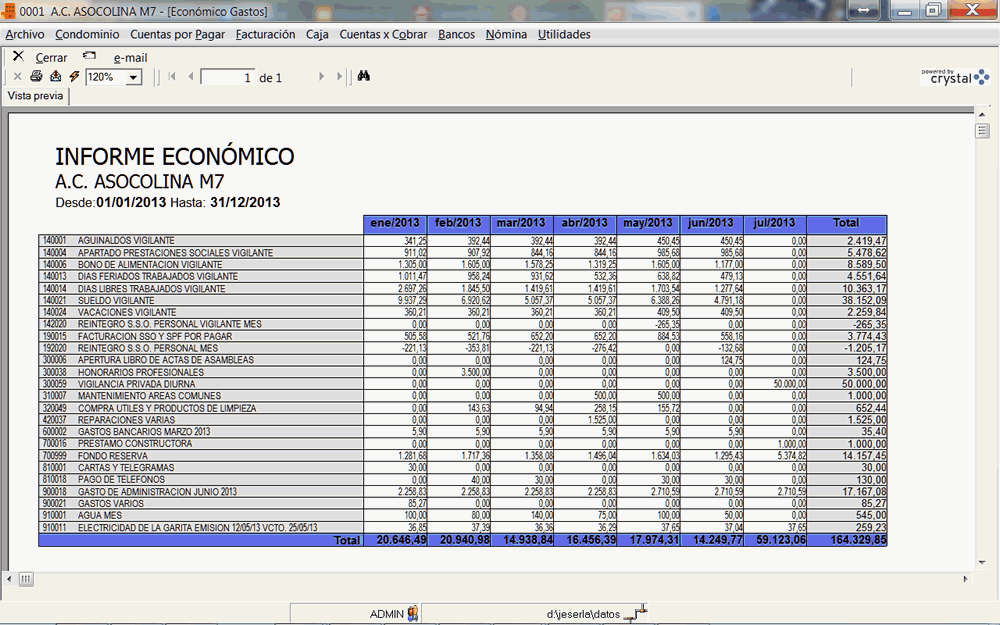 0001 A.C. ASOCOLINA M7 - [Económico Gastos]
Archivo Condominio Cuentas por Pagar Facturación Caja Cuentas x Cobrar Bancos Nómina Utilidades
Cerrar e-mail
120% 1 de 1
powered by
crystal
Vista previa
INFORME ECONÓMICO
A.C. ASOCOLINA M7
Desde:01/01/2013 Hasta: 31/12/2013
ene/2013 feb/2013 mar/2013 abr/2013 may/2013 jun/2013 jul/2013 Total
140001 AGUINALDOS VIGILANTE 341,25 392,44 392,44 392,44 450,45 450,45 0,00 2.419,47
140004 APARTADO PRESTACIONES SOCIALES VIGILANTE 911,02 907,92 844,16 844,16 985,68 985,68 0,00 5.478,62
140006 BONO DE ALIMENTACION VIGILANTE 1.305,00 1.605,00 1.578,25 1.319,25 1.605,00 1.177,00 0,00 8.589,50
140013 DIAS FERIADOS TRABAJADOS VIGILANTE 1.011,47 958,24 931,62 532,36 638,82 479,13 0,00 4.551,64
140014 DIAS LIBRES TRABAJADOS VIGILANTE 2.697,26 1.845,50 1.419,61 1.419,61 1.703,54 1.277,64 0,00 10.363,17
140021 SUELDO VIGILANTE 9.937,29 6.920,62 5.057,37 5.057,37 6.388,26 4.791,18 0,00 38.152,09
140024 VACACIONES VIGILANTE 360,21 360,21 360,21 360,21 409,50 409,50 0,00 2.259,84
142020 REINTEGRO S.S.O. PERSONAL VIGILANTE MES 0,00 0,00 0,00 0,00 -265,35 0,00 0,00 -265,35
190015 FACTURACION SSO Y SPF POR PAGAR 505,58 521,76 652,20 652,20 884,53 558,16 0,00 3.774,43
192020 REINTEGRO S.S.O. PERSONAL MES -221,13 -353,81 -221,13 -276,42 0,00 -132,68 0,00 -1.205,17
300006 APERTURA LIBRO DE ACTAS DE ASAMBLEAS 0,00 0,00 0,00 0,00 0,00 124,75 0,00 124,75
300038 HONORARIOS PROFESIONALES 0,00 3.500,00 0,00 0,00 0,00 0,00 0,00 3.500,00
300059 VIGILANCIA PRIVADA DIURNA 0,00 0,00 0,00 0,00 0,00 0,00 50.000,00 50.000,00
310007 MANTENIMIENTO AREAS COMUNES 0,00 0,00 0,00 500,00 500,00 0,00 0,00 1.000,00
320049 COMPRA UTILES Y PRODUCTOS DE LIMPIEZA 0,00 143,63 94,94 258,15 155,72 0,00 0,00 652,44
420037 REPARACIONES VARIAS 0,00 0,00 0,00 1.525,00 0,00 0,00 0,00 1.525,00
600002 GASTOS BANCARIOS MARZO 2013 5,90 5,90 5,90 5,90 5,90 5,90 0,00 35,40
700016 PRESTAMO CONSTRUCTORA 0,00 0,00 0,00 0,00 0,00 0,00 1.000,00 1.000,00
700999 FONDO RESERVA 1.281,68 1.717,36 1.358,08 1.496,04 1.634,03 1.295,43 5.374,82 14.157,45
810001 CARTAS Y TELEGRAMAS 30,00 0,00 0,00 0,00 0,00 0,00 0,00 30,00
810018 PAGO DE TELEFONOS 0,00 40,00 30,00 0,00 30,00 30,00 0,00 130,00
900018 GASTO DE ADMINISTRACION JUNIO 2013 2.258,83 2.258,83 2.258,83 2.258,83 2.710,59 2.710,59 2.710,59 17.167,08
900021 GASTOS VARIOS 85,27 0,00 0,00 0,00 0,00 0,00 0,00 85,27
910001 AGUA MES 100,00 80,00 140,00 75,00 100,00 50,00 0,00 545,00
910011 ELECTRICIDAD DE LA GARITA EMISION 12/05/13 VCTO. 25/05/13 36,85 37,39 36,36 36,29 37,65 37,04 37,65 259,23
Total 20.646,49 20.940,98 14.938,84 16.456,39 17.974,31 14.249,77 59.123,06 164.329,85
ADMIN d:\jeserla\datos